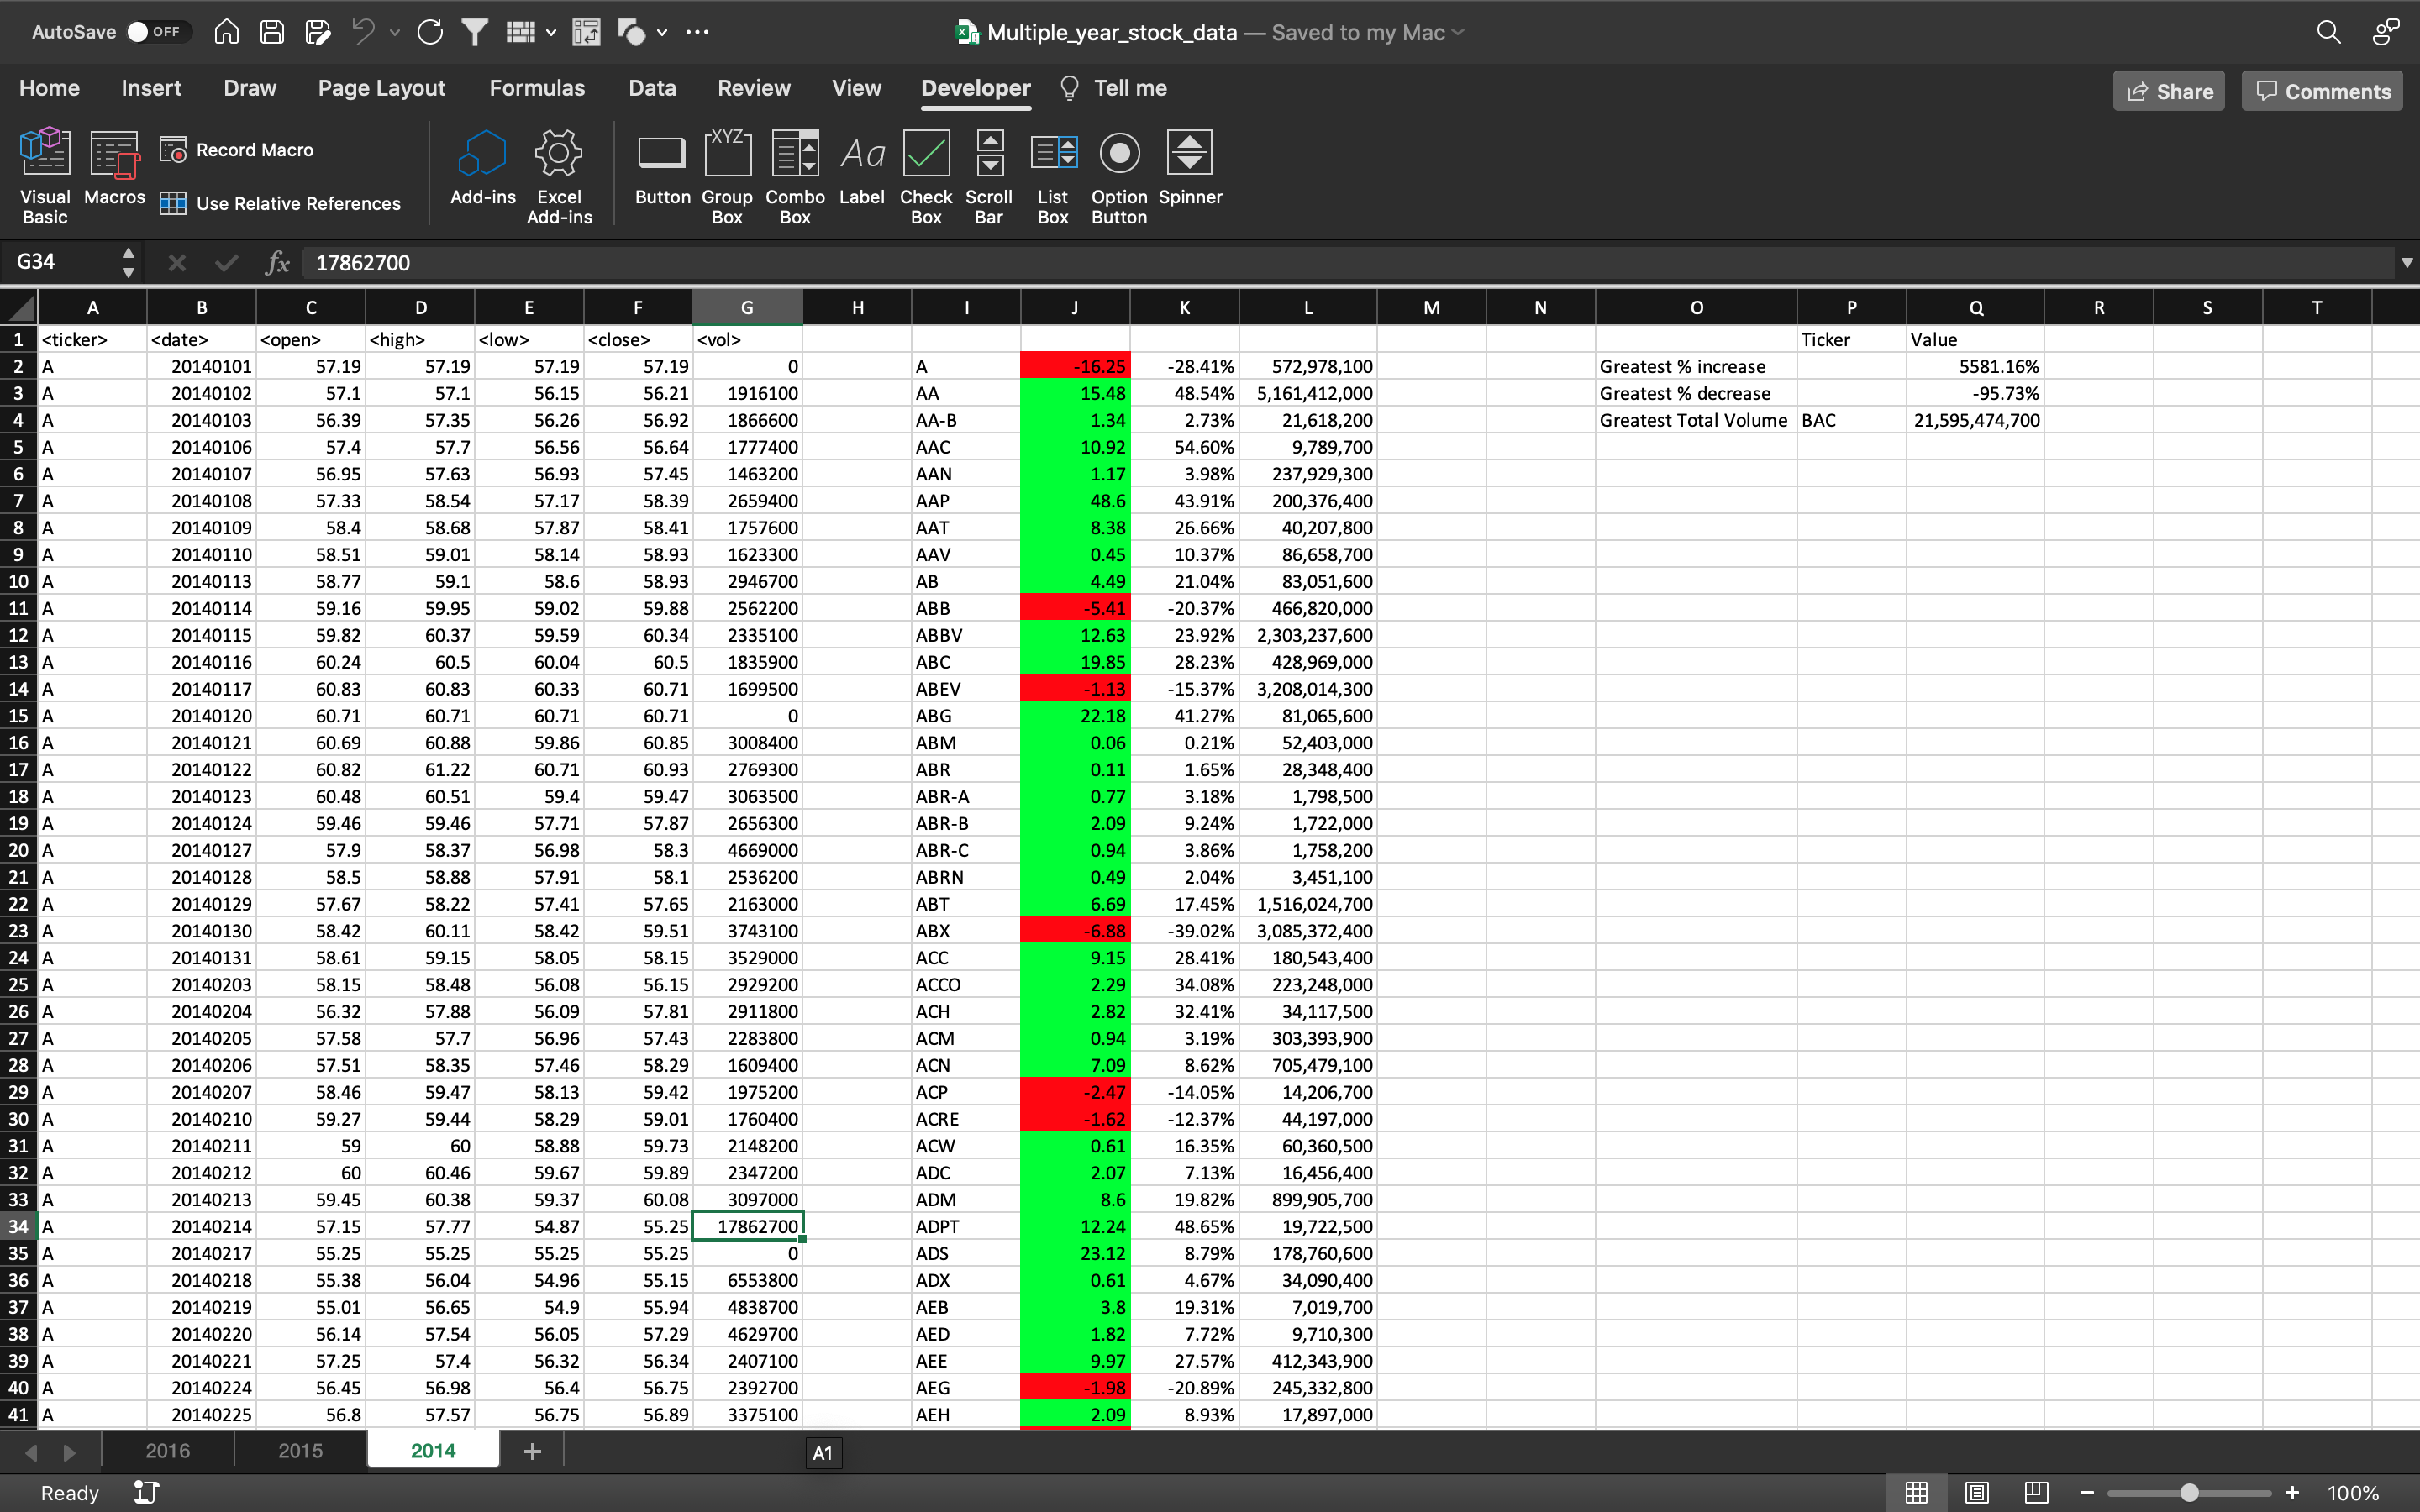 AutoSave OFF Multiple_year_stock_data — Saved to my Mac
Home Insert Draw Page Layout Formulas Data Review View Developer Tell me Share Comments
Visual Basic Macros Record Macro Use Relative References Add-ins Excel Add-ins Button Group Box XYZ Combo Box Aa Label Check Box Scroll Bar List Box Option Button Spinner
G34 fx 17862700
A B C D E F G H I J K L M N O P Q R S T
1 <ticker> <date> <open> <high> <low> <close> <vol> Ticker Value
2 A 20140101 57.19 57.19 57.19 57.19 0 A -16.25 -28.41% 572,978,100 Greatest % increase 5581.16%
3 A 20140102 57.1 57.1 56.15 56.21 1916100 AA 15.48 48.54% 5,161,412,000 Greatest % decrease -95.73%
4 A 20140103 56.39 57.35 56.26 56.92 1866600 AA-B 1.34 2.73% 21,618,200 Greatest Total Volume BAC 21,595,474,700
5 A 20140106 57.4 57.7 56.56 56.64 1777400 AAC 10.92 54.60% 9,789,700
6 A 20140107 56.95 57.63 56.93 57.45 1463200 AAN 1.17 3.98% 237,929,300
7 A 20140108 57.33 58.54 57.17 58.39 2659400 AAP 48.6 43.91% 200,376,400
8 A 20140109 58.4 58.68 57.87 58.41 1757600 AAT 8.38 26.66% 40,207,800
9 A 20140110 58.51 59.01 58.14 58.93 1623300 AAV 0.45 10.37% 86,658,700
10 A 20140113 58.77 59.1 58.6 58.93 2946700 AB 4.49 21.04% 83,051,600
11 A 20140114 59.16 59.95 59.02 59.88 2562200 ABB -5.41 -20.37% 466,820,000
12 A 20140115 59.82 60.37 59.59 60.34 2335100 ABBV 12.63 23.92% 2,303,237,600
13 A 20140116 60.24 60.5 60.04 60.5 1835900 ABC 19.85 28.23% 428,969,000
14 A 20140117 60.83 60.83 60.33 60.71 1699500 ABEV -1.13 -15.37% 3,208,014,300
15 A 20140120 60.71 60.71 60.71 60.71 0 ABG 22.18 41.27% 81,065,600
16 A 20140121 60.69 60.88 59.86 60.85 3008400 ABM 0.06 0.21% 52,403,000
17 A 20140122 60.82 61.22 60.71 60.93 2769300 ABR 0.11 1.65% 28,348,400
18 A 20140123 60.48 60.51 59.4 59.47 3063500 ABR-A 0.77 3.18% 1,798,500
19 A 20140124 59.46 59.46 57.71 57.87 2656300 ABR-B 2.09 9.24% 1,722,000
20 A 20140127 57.9 58.37 56.98 58.3 4669000 ABR-C 0.94 3.86% 1,758,200
21 A 20140128 58.5 58.88 57.91 58.1 2536200 ABRN 0.49 2.04% 3,451,100
22 A 20140129 57.67 58.22 57.41 57.65 2163000 ABT 6.69 17.45% 1,516,024,700
23 A 20140130 58.42 60.11 58.42 59.51 3743100 ABX -6.88 -39.02% 3,085,372,400
24 A 20140131 58.61 59.15 58.05 58.15 3529000 ACC 9.15 28.41% 180,543,400
25 A 20140203 58.15 58.48 56.08 56.15 2929200 ACCO 2.29 34.08% 223,248,000
26 A 20140204 56.32 57.88 56.09 57.81 2911800 ACH 2.82 32.41% 34,117,500
27 A 20140205 57.58 57.7 56.96 57.43 2283800 ACM 0.94 3.19% 303,393,900
28 A 20140206 57.51 58.35 57.46 58.29 1609400 ACN 7.09 8.62% 705,479,100
29 A 20140207 58.46 59.47 58.13 59.42 1975200 ACP -2.47 -14.05% 14,206,700
30 A 20140210 59.27 59.44 58.29 59.01 1760400 ACRE -1.62 -12.37% 44,197,000
31 A 20140211 59 60 58.88 59.73 2148200 ACW 0.61 16.35% 60,360,500
32 A 20140212 60 60.46 59.67 59.89 2347200 ADC 2.07 7.13% 16,456,400
33 A 20140213 59.45 60.38 59.37 60.08 3097000 ADM 8.6 19.82% 899,905,700
34 A 20140214 57.15 57.77 54.87 55.25 17862700 ADPT 12.24 48.65% 19,722,500
35 A 20140217 55.25 55.25 55.25 55.25 0 ADS 23.12 8.79% 178,760,600
36 A 20140218 55.38 56.04 54.96 55.15 6553800 ADX 0.61 4.67% 34,090,400
37 A 20140219 55.01 56.65 54.9 55.94 4838700 AEB 3.8 19.31% 7,019,700
38 A 20140220 56.14 57.54 56.05 57.29 4629700 AED 1.82 7.72% 9,710,300
39 A 20140221 57.25 57.4 56.32 56.34 2407100 AEE 9.97 27.57% 412,343,900
40 A 20140224 56.45 56.98 56.4 56.75 2392700 AEG -1.98 -20.89% 245,332,800
41 A 20140225 56.8 57.57 56.75 56.89 3375100 AEH 2.09 8.93% 17,897,000
2016 2015 2014 + A1
Ready 100%